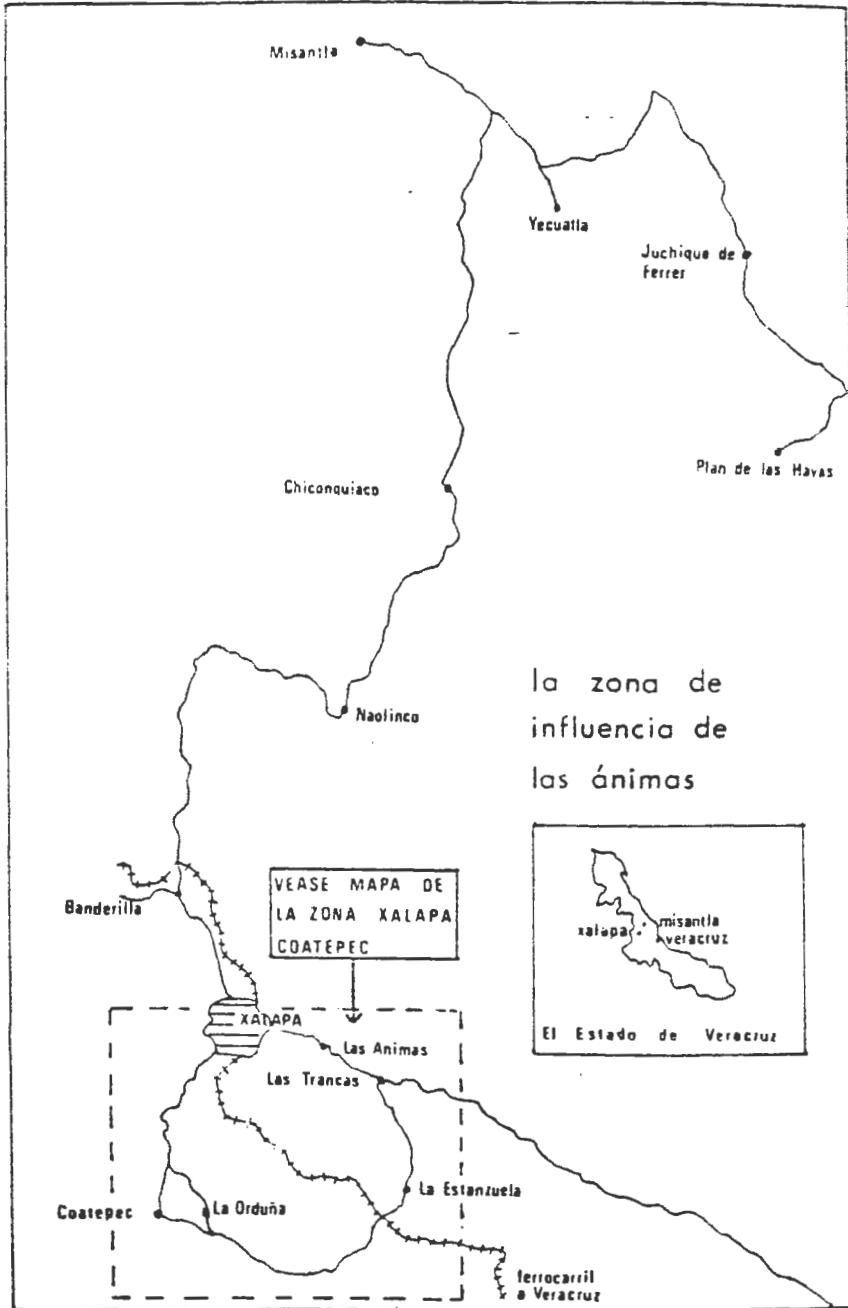 Misantla
Yecuatla
Juchique de
Ferrer
Plan de las Hayas
Chiconquiaco
Naolinco
la zona de
influencia de
las ánimas
Banderilla
VEASE MAPA DE
LA ZONA XALAPA
COATEPEC
xalapa
misantla
veracruz
El Estado de Veracruz
XALAPA
Las Animas
Las Trancas
La Estanzuela
Coatepec
La Orduña
ferrocarril
a Veracruz